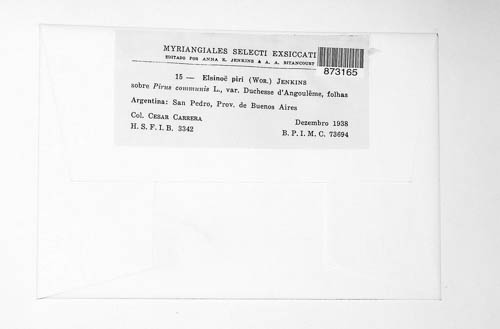 MYRIANGIALES SELECTI EXSICCATI
EDITADO POR ANNA E. JENKINS & A. A. BITANCOURT
873165
15 — Elsinoë piri (Wor.) Jenkins
sobre Pirus communis L., var. Duchesse d'Angoulême, folhas
Argentina: San Pedro, Prov. de Buenos Aires
Col. Cesar Carrera
Dezembro 1938
H. S. F. I. B. 3342
B. P. I. M. C. 73694